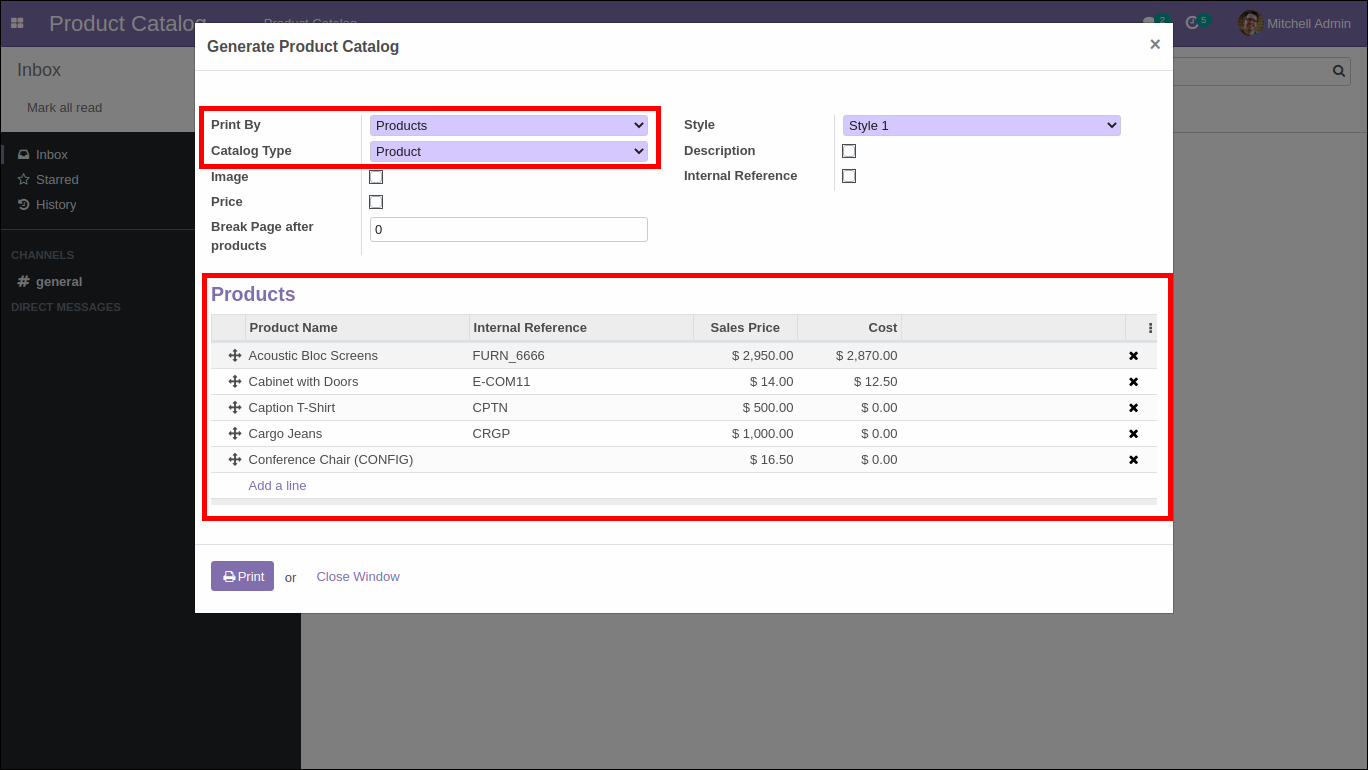 Product Catalog
Product Catalog
2
5
Mitchell Admin
Generate Product Catalog
×
Inbox
Mark all read
Inbox
Starred
History
CHANNELS
# general
DIRECT MESSAGES
Print By
Products
Catalog Type
Product
Image
Price
Break Page after
products
0
Style
Style 1
Description
Internal Reference
Products
Product Name Internal Reference Sales Price Cost
Acoustic Bloc Screens FURN_6666 $ 2,950.00 $ 2,870.00
Cabinet with Doors E-COM11 $ 14.00 $ 12.50
Caption T-Shirt CPTN $ 500.00 $ 0.00
Cargo Jeans CRGP $ 1,000.00 $ 0.00
Conference Chair (CONFIG) $ 16.50 $ 0.00
Add a line
Print or Close Window